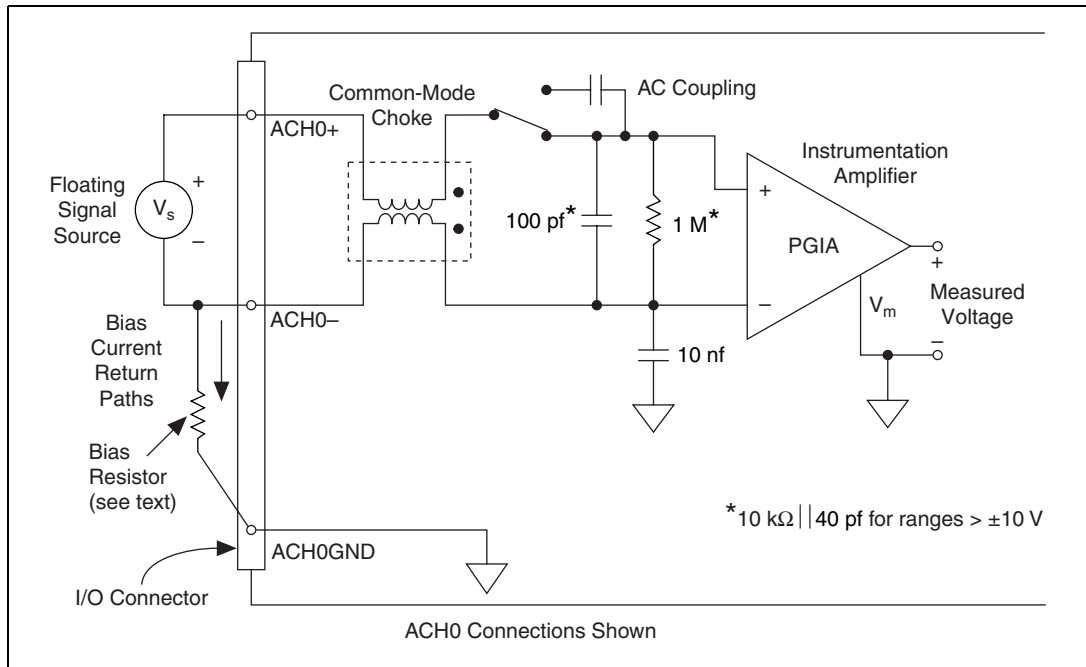 AC Coupling
Common-Mode
Choke
ACH0+
Instrumentation
Amplifier
Floating
Signal
Source
+
Vs
–
100 pf*
1 M*
+
PGIA
–
+
Measured
Voltage
–
Vm
ACH0–
Bias
Current
Return
Paths
10 nf
Bias
Resistor
(see text)
*10 kΩ||40 pf for ranges > ±10 V
ACH0GND
I/O Connector
ACH0 Connections Shown